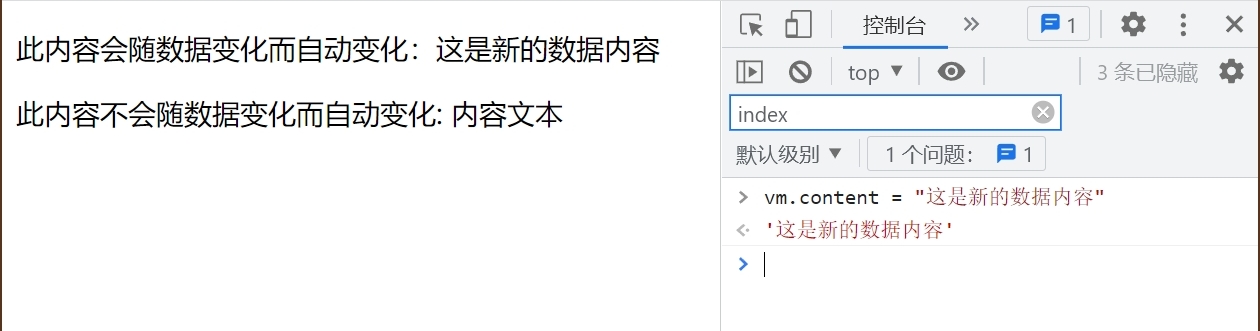 此内容会随数据变化而自动变化：这是新的数据内容
此内容不会随数据变化而自动变化: 内容文本
控制台 1
top 3 条已隐藏
index
默认级别 1 个问题： 1
vm.content = "这是新的数据内容"
'这是新的数据内容'